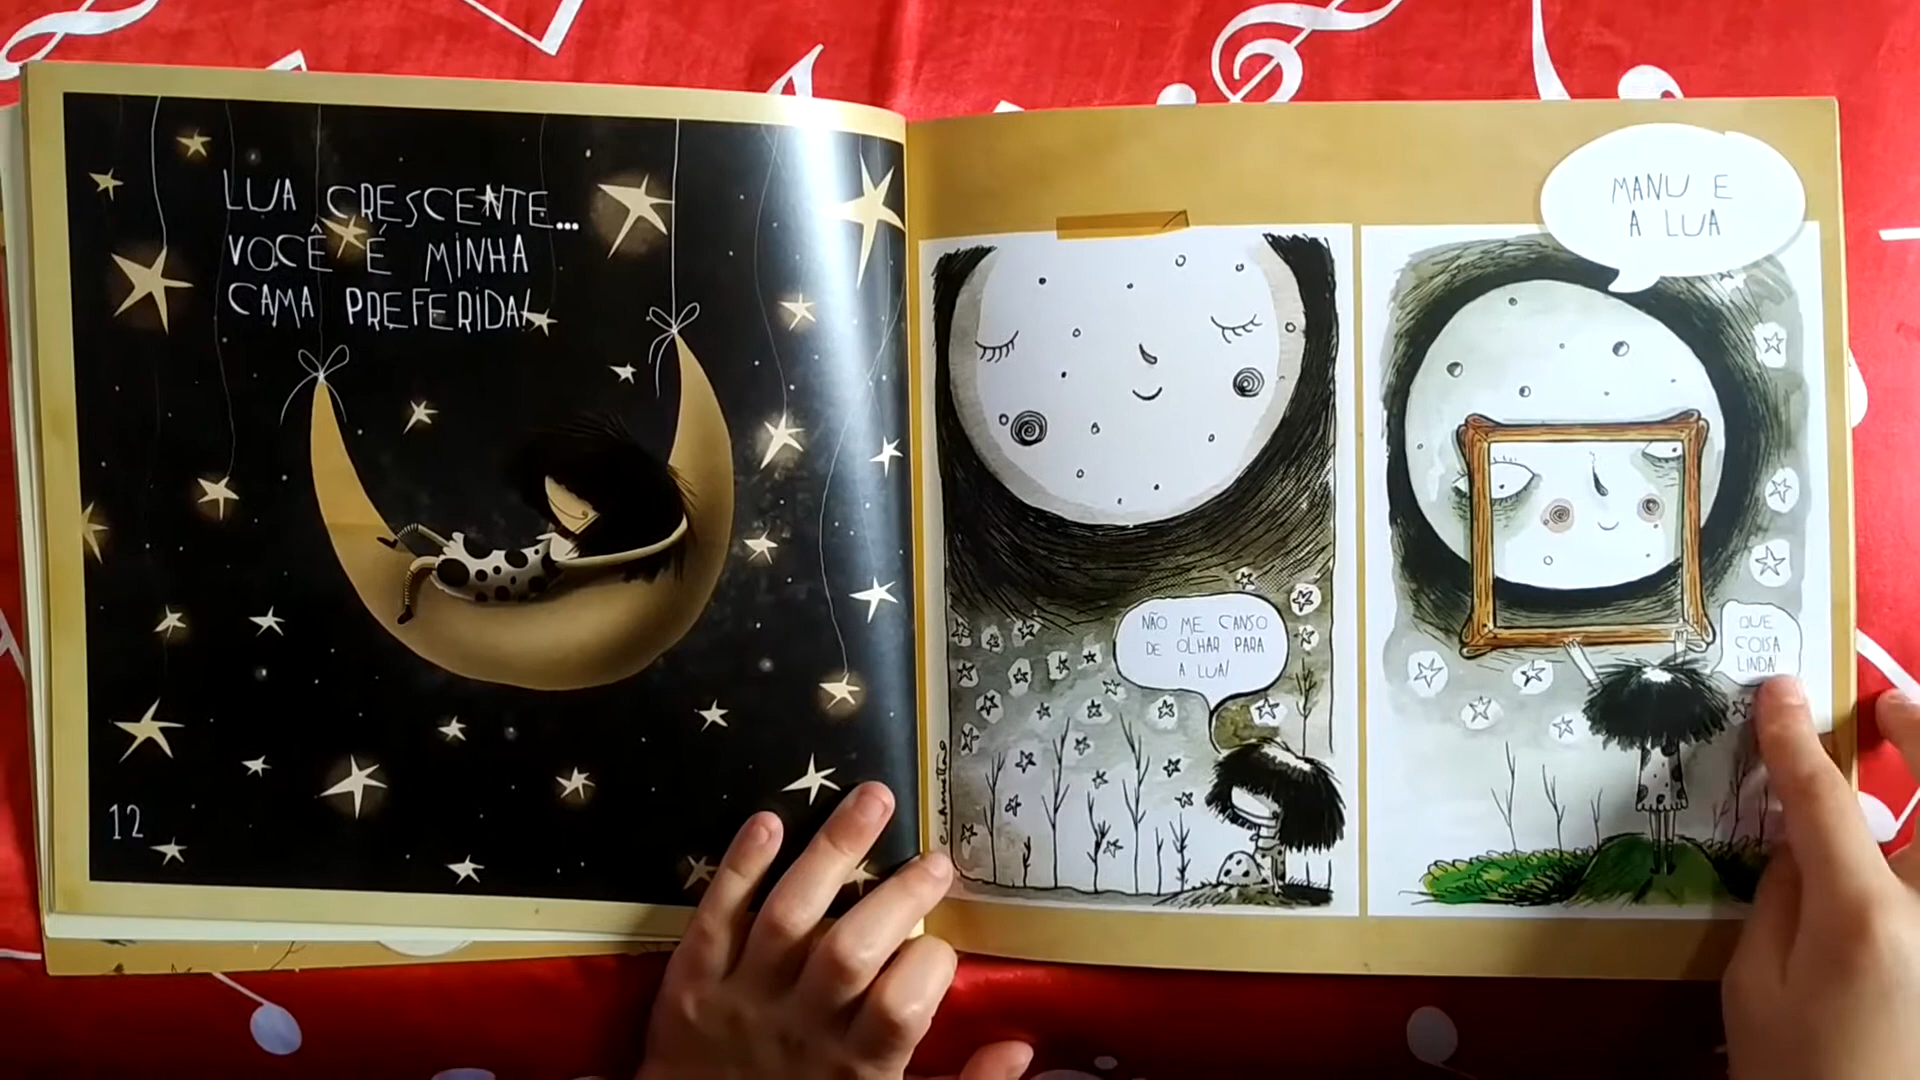 LUA CRESCENTE...
VOCÊ É MINHA
CAMA PREFERIDA!
12
MANU E
A LUA
NÃO ME CANSO
DE OLHAR PARA
A LUA!
QUE
COISA
LINDA!